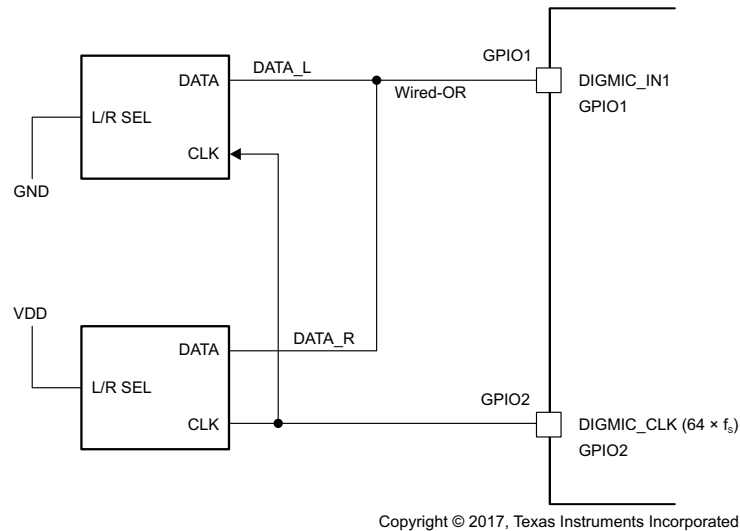 DATA
DATA_L
L/R SEL
CLK
GND
Wired-OR
GPIO1
DIGMIC_IN1
GPIO1
VDD
DATA
DATA_R
L/R SEL
CLK
GPIO2
DIGMIC_CLK (64 × fₛ)
GPIO2
Copyright © 2017, Texas Instruments Incorporated